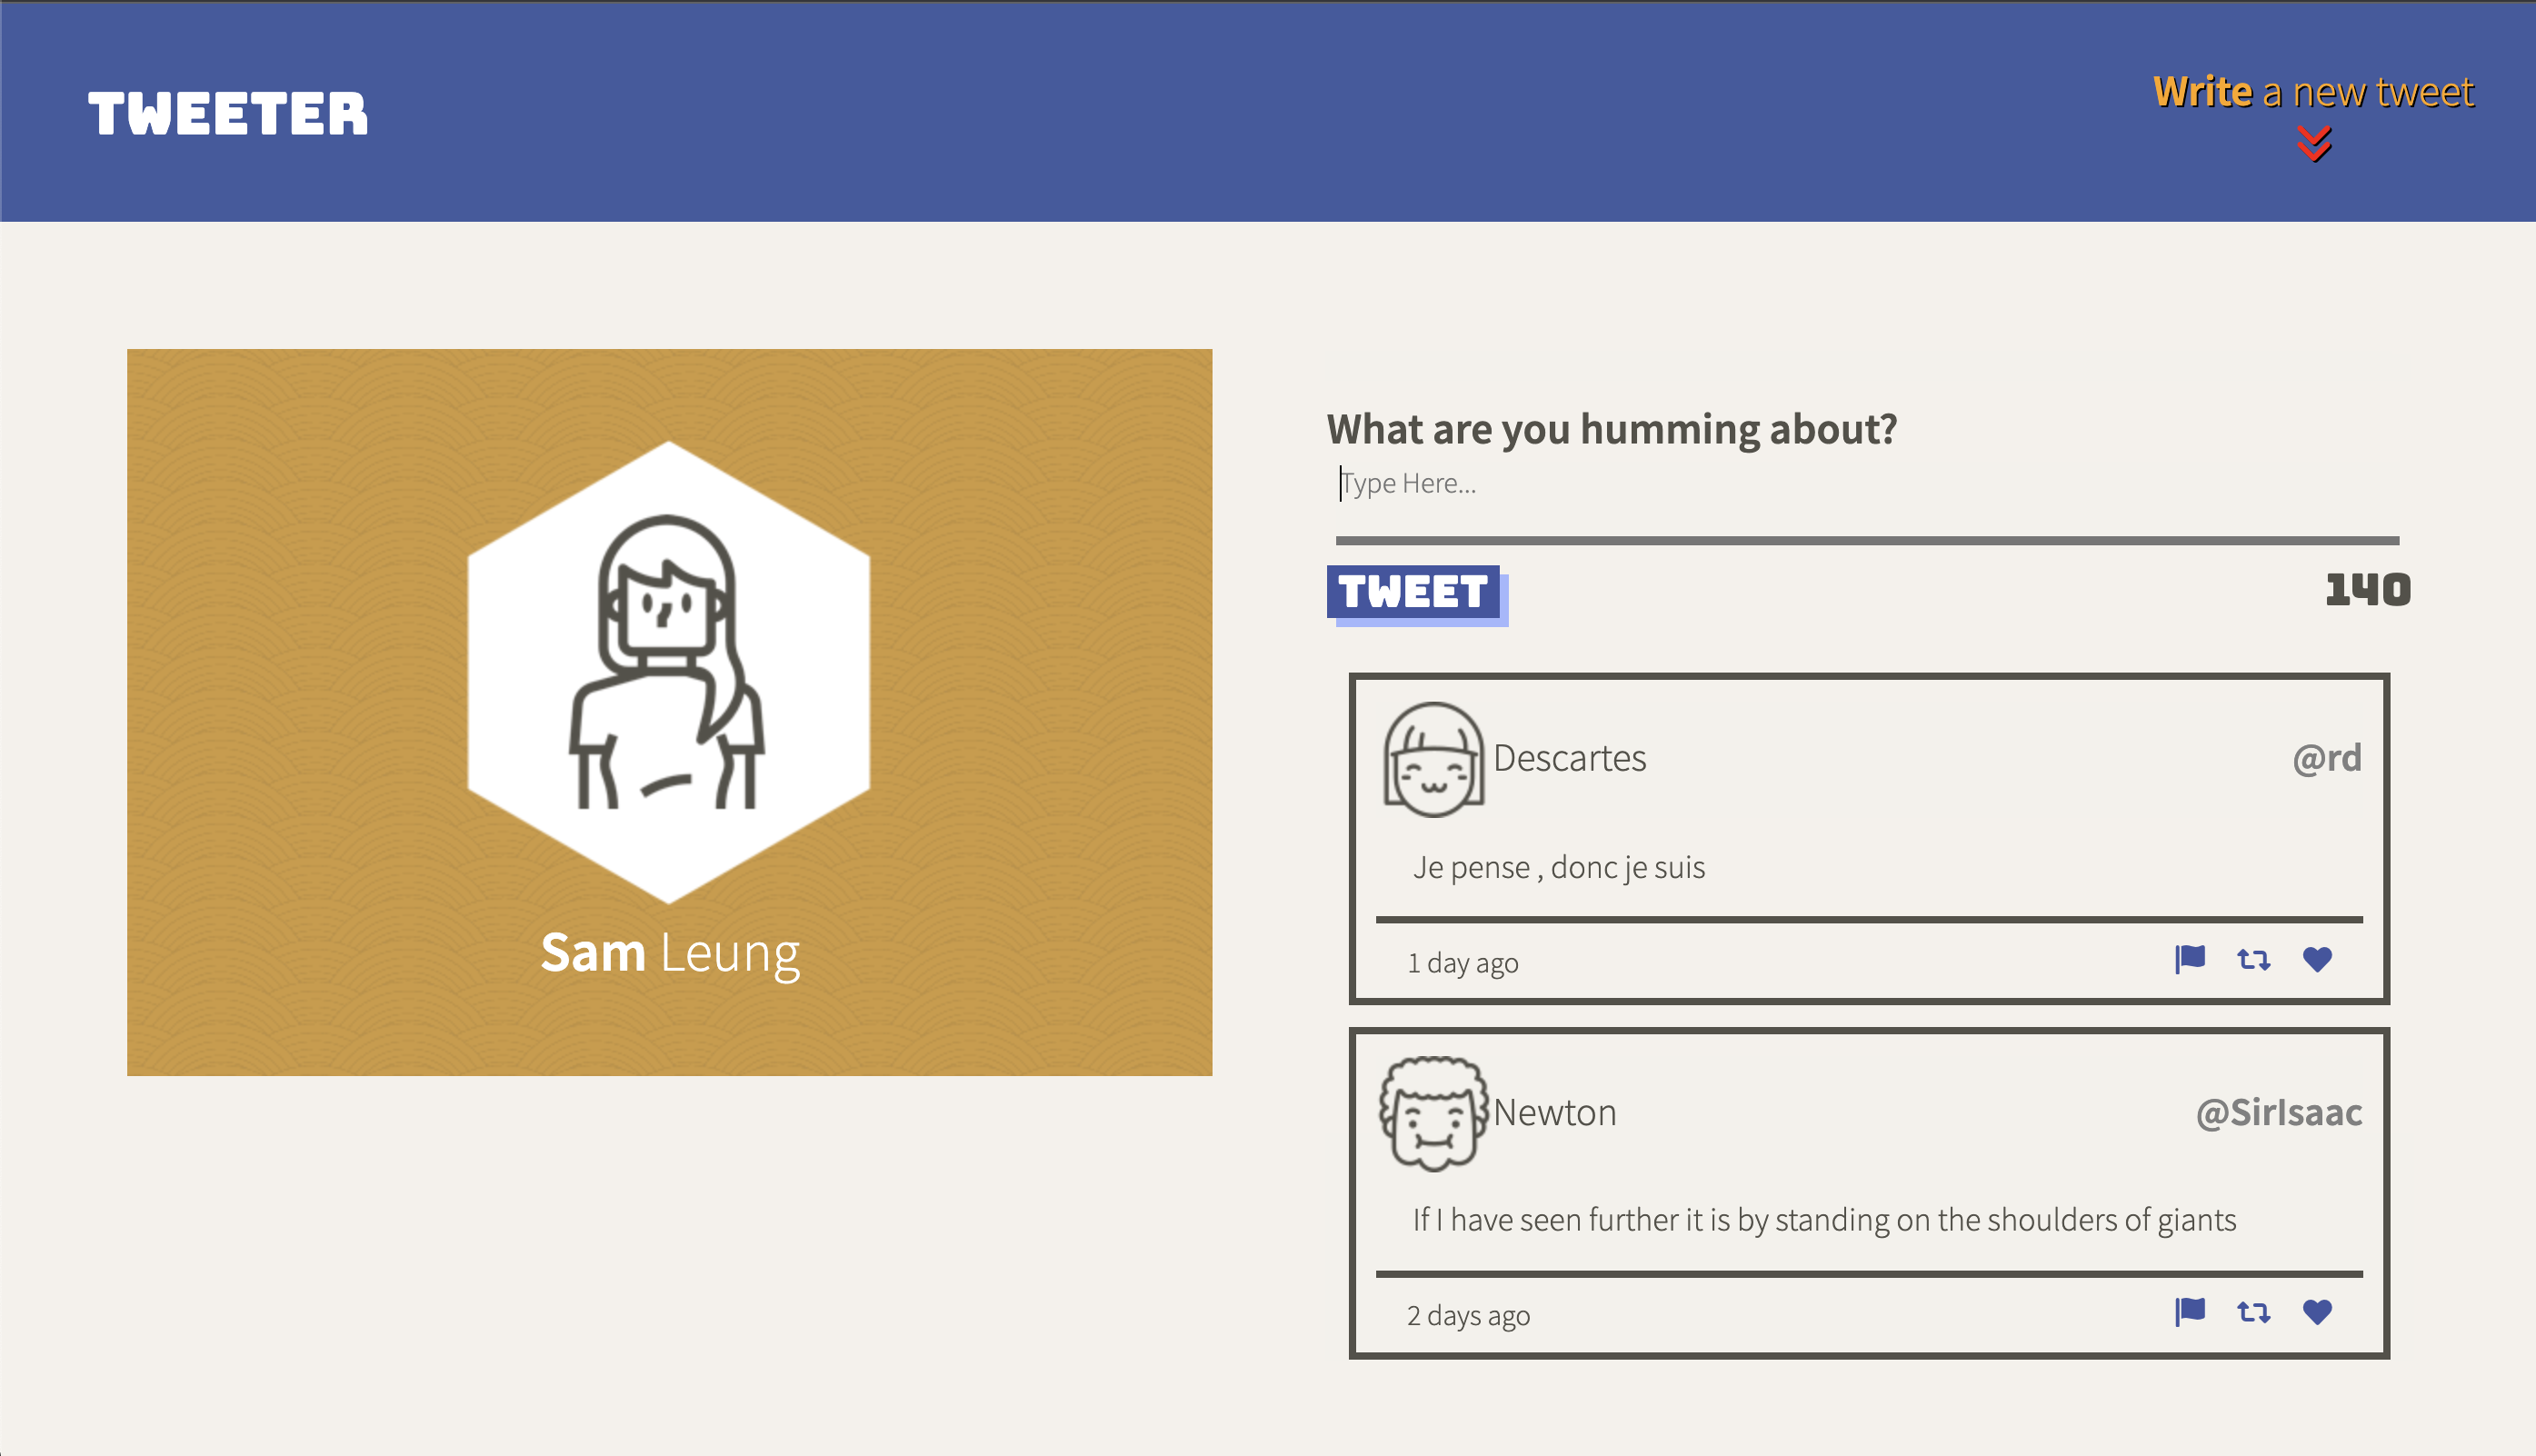 TWEETER
Write a new tweet
Sam Leung
What are you humming about?
Type Here...
TWEET
140
Descartes
@rd
Je pense , donc je suis
1 day ago
Newton
@SirIsaac
If I have seen further it is by standing on the shoulders of giants
2 days ago